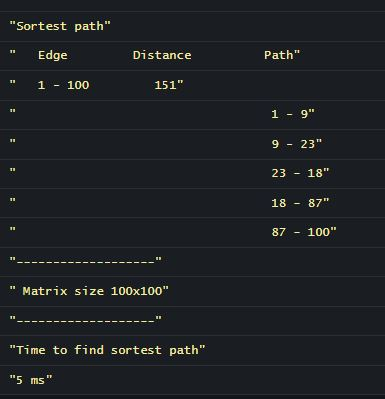 "Sortest path"
"   Edge         Distance          Path"
"   1 - 100         151"
"                                   1 - 9"
"                                   9 - 23"
"                                   23 - 18"
"                                   18 - 87"
"                                   87 - 100"
"-------------------"
" Matrix size 100x100"
"-------------------"
"Time to find sortest path"
"5 ms"